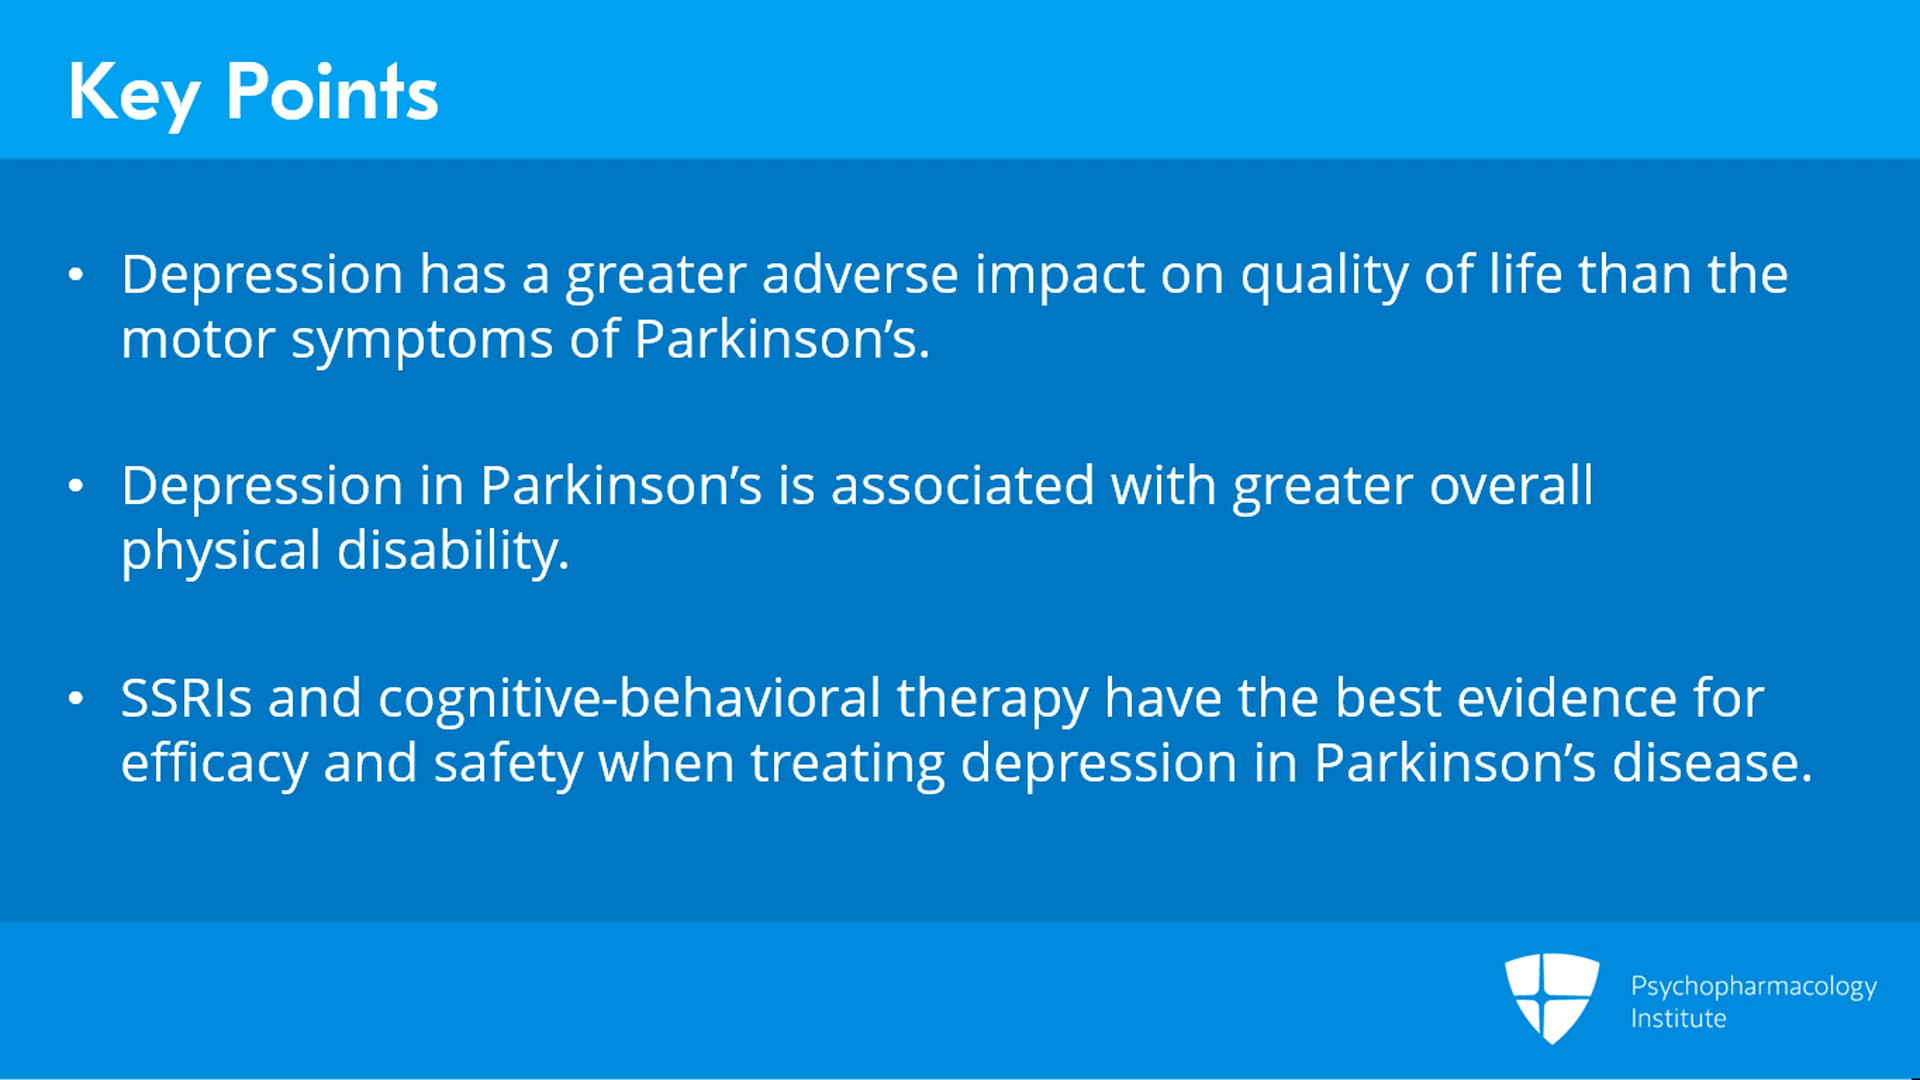 Key Points
• Depression has a greater adverse impact on quality of life than the
motor symptoms of Parkinson’s.
• Depression in Parkinson’s is associated with greater overall
physical disability.
• SSRIs and cognitive-behavioral therapy have the best evidence for
efficacy and safety when treating depression in Parkinson’s disease.
Psychopharmacology
Institute